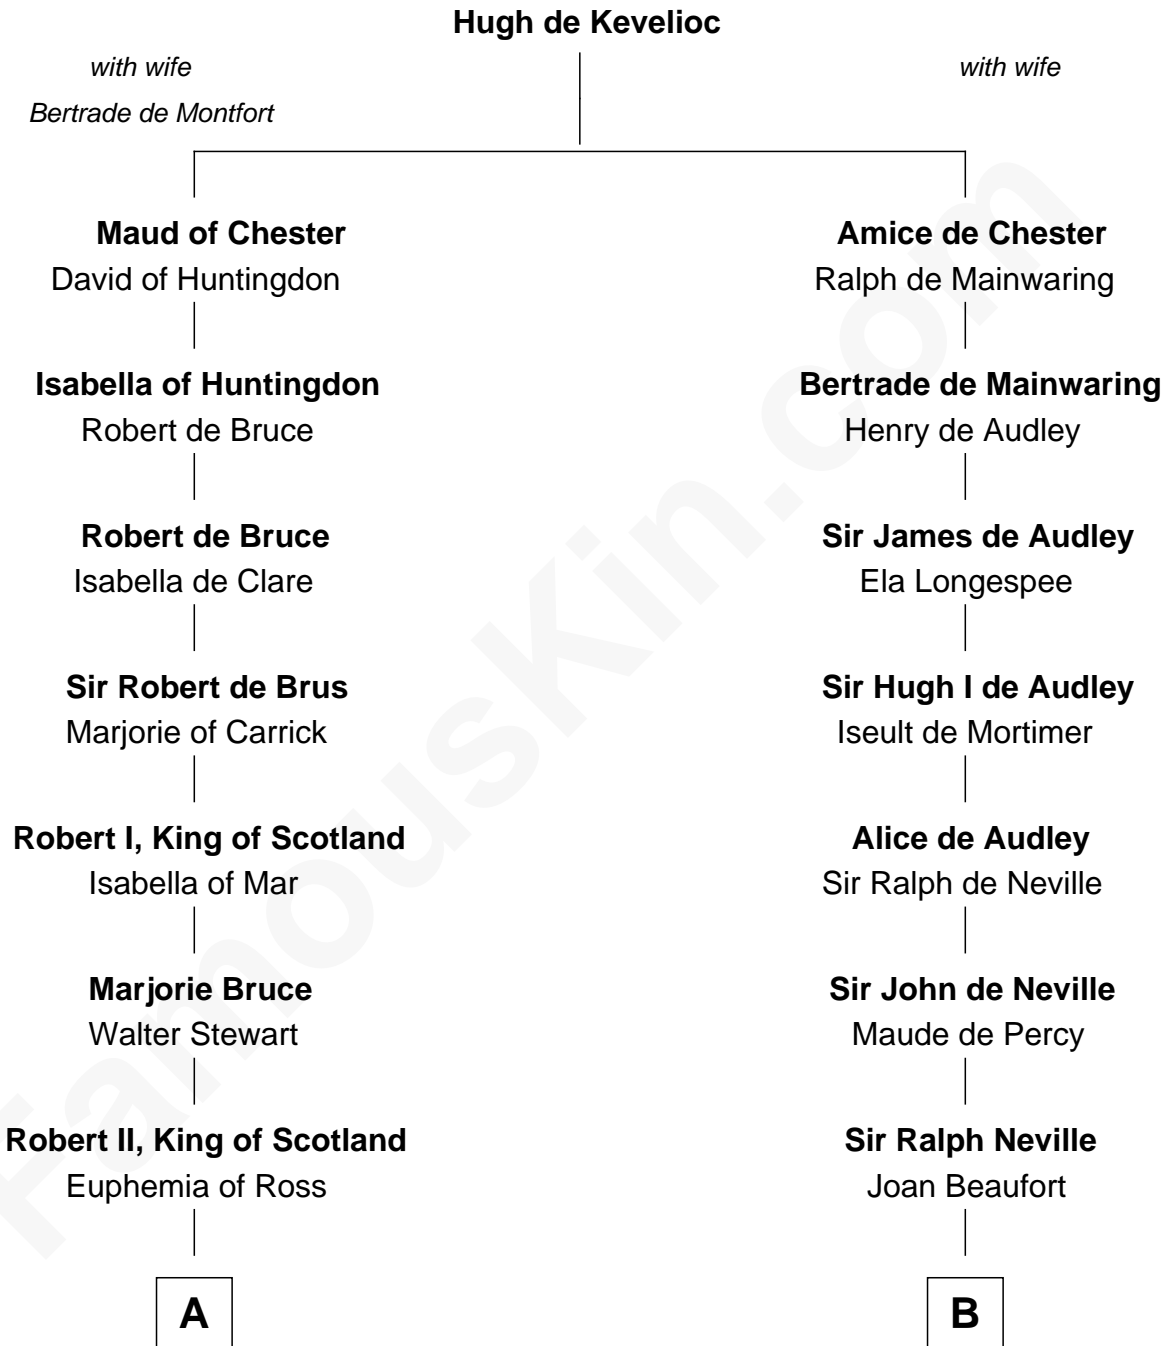 Hugh de Kevelioc
with wife
Bertrade de Montfort
with wife
Maud of Chester
David of Huntingdon
Amice de Chester
Ralph de Mainwaring
Isabella of Huntingdon
Robert de Bruce
Bertrade de Mainwaring
Henry de Audley
Robert de Bruce
Isabella de Clare
Sir James de Audley
Ela Longespee
Sir Robert de Brus
Marjorie of Carrick
Sir Hugh I de Audley
Iseult de Mortimer
Robert I, King of Scotland
Isabella of Mar
Alice de Audley
Sir Ralph de Neville
Marjorie Bruce
Walter Stewart
Sir John de Neville
Maude de Percy
Robert II, King of Scotland
Euphemia of Ross
Sir Ralph Neville
Joan Beaufort
A
B
FamousKin.com